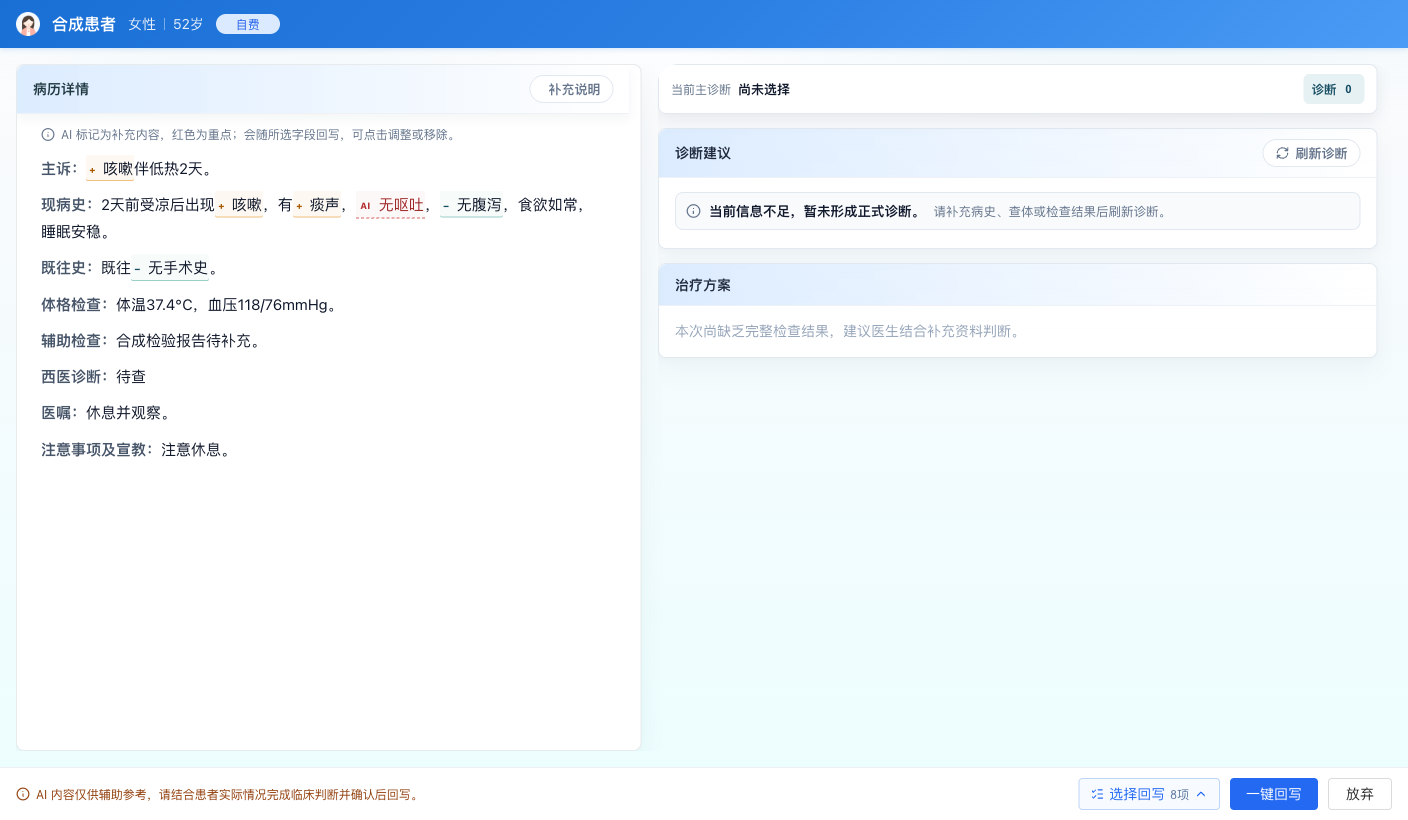 合成患者 女性 52岁 自费
病历详情 补充说明
AI 标记为补充内容，红色为重点；会随所选字段回写，可点击调整或移除。
主诉：+ 咳嗽伴低热2天。
现病史：2天前受凉后出现+ 咳嗽，有+ 痰声，AI 无呕吐，- 无腹泻，食欲如常，
睡眠安稳。
既往史：既往- 无手术史。
体格检查：体温37.4°C，血压118/76mmHg。
辅助检查：合成检验报告待补充。
西医诊断：待查
医嘱：休息并观察。
注意事项及宣教：注意休息。
当前主诊断 尚未选择 诊断 0
诊断建议 刷新诊断
当前信息不足，暂未形成正式诊断。 请补充病史、查体或检查结果后刷新诊断。
治疗方案
本次尚缺乏完整检查结果，建议医生结合补充资料判断。
AI 内容仅供辅助参考，请结合患者实际情况完成临床判断并确认后回写。
选择回写 8项 一键回写 放弃